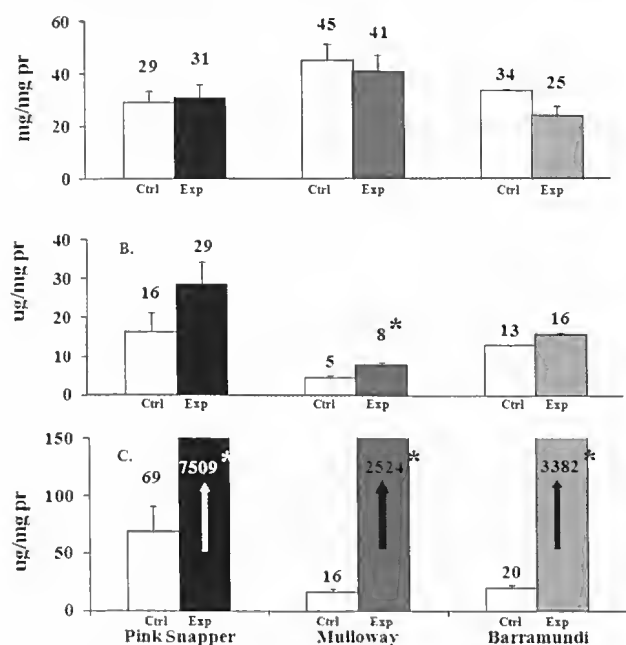 60
45
41
40
29
31
34
25
20
0
mg/mg pr
Ctrl Exp Ctrl Exp Ctrl Exp
40
B.
29
30
16
20
8*
13
16
10
5
0
ug/mg pr
Ctrl Exp Ctrl Exp Ctrl Exp
150
C.
7509* 2524* 3382*
69
100
50
16
20
0
ug/mg pr
Ctrl Exp Ctrl Exp Ctrl Exp
Pink Snapper Mulloway Barramundi